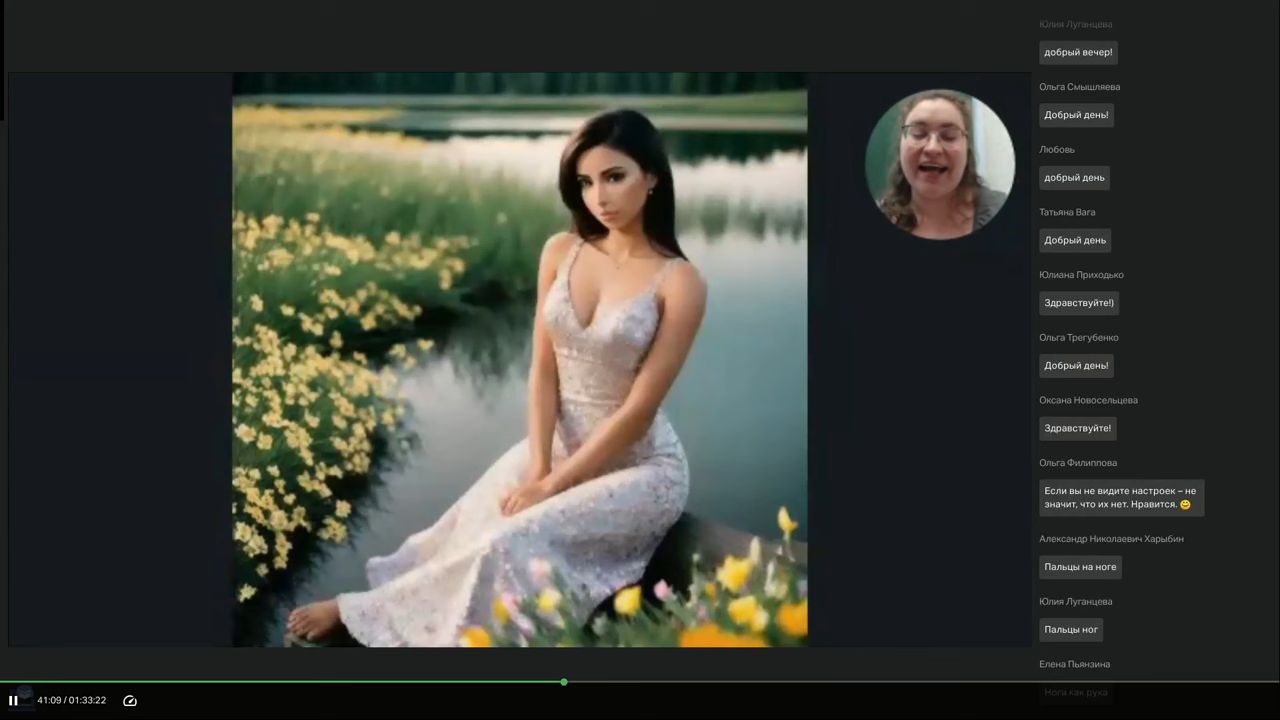 Юлия Луганцева
добрый вечер!
Ольга Смышляева
Добрый день!
Любовь
добрый день
Татьяна Вага
Добрый день
Юлиана Приходько
Здравствуйте!)
Ольга Трегубенко
Добрый день!
Оксана Новосельцева
Здравствуйте!
Ольга Филиппова
Если вы не видите настроек – не
значит, что их нет. Нравится. 😊
Александр Николаевич Харыбин
Пальцы на ноге
Юлия Луганцева
Пальцы ног
Елена Пьянзина
Нога как рука
41:09 / 01:33:22